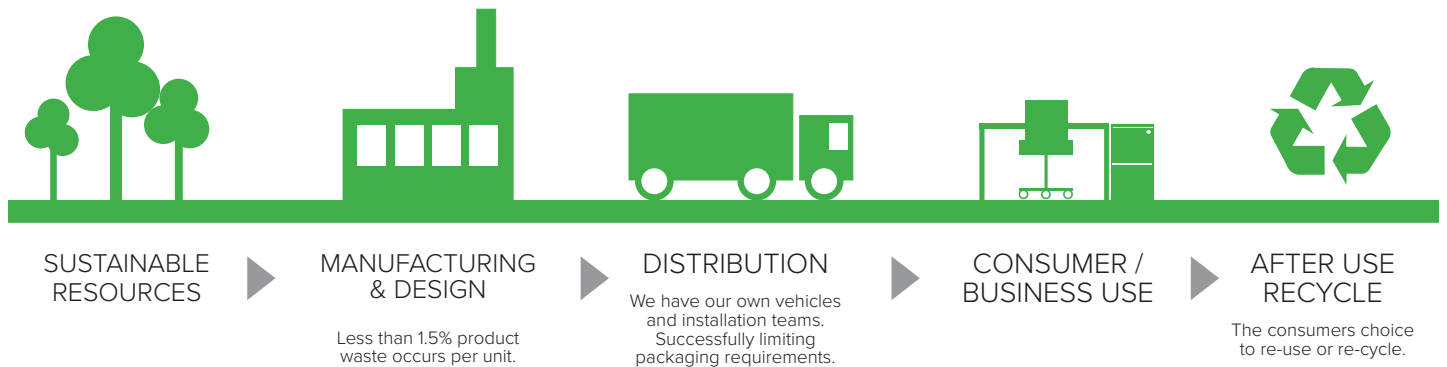 SUSTAINABLE
RESOURCES
MANUFACTURING
& DESIGN
Less than 1.5% product
waste occurs per unit.
DISTRIBUTION
We have our own vehicles
and installation teams.
Successfully limiting
packaging requirements.
CONSUMER /
BUSINESS USE
AFTER USE
RECYCLE
The consumers choice
to re-use or re-cycle.